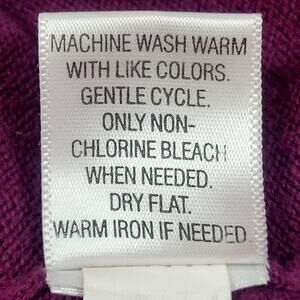 MACHINE WASH WARM
WITH LIKE COLORS.
GENTLE CYCLE.
ONLY NON-
CHLORINE BLEACH
WHEN NEEDED.
DRY FLAT.
WARM IRON IF NEEDED